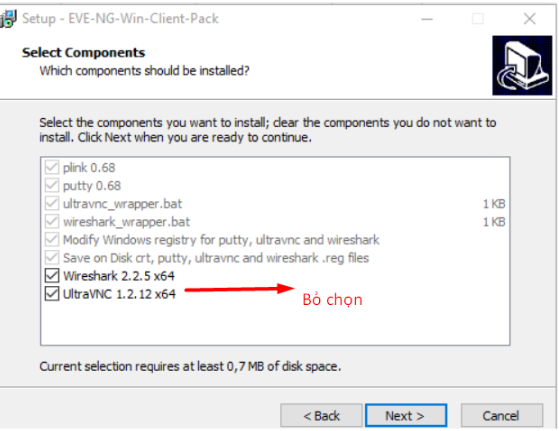 Setup - EVE-NG-Win-Client-Pack
Select Components
Which components should be installed?
Select the components you want to install; clear the components you do not want to
install. Click Next when you are ready to continue.
plink 0.68
putty 0.68
ultravnc_wrapper.bat 1 KB
wireshark_wrapper.bat 1 KB
Modify Windows registry for putty, ultravnc and wireshark
Save on Disk crt, putty, ultravnc and wireshark .reg files
Wireshark 2.2.5 x64
UltraVNC 1.2.12 x64
Bỏ chọn
Current selection requires at least 0,7 MB of disk space.
< Back Next > Cancel